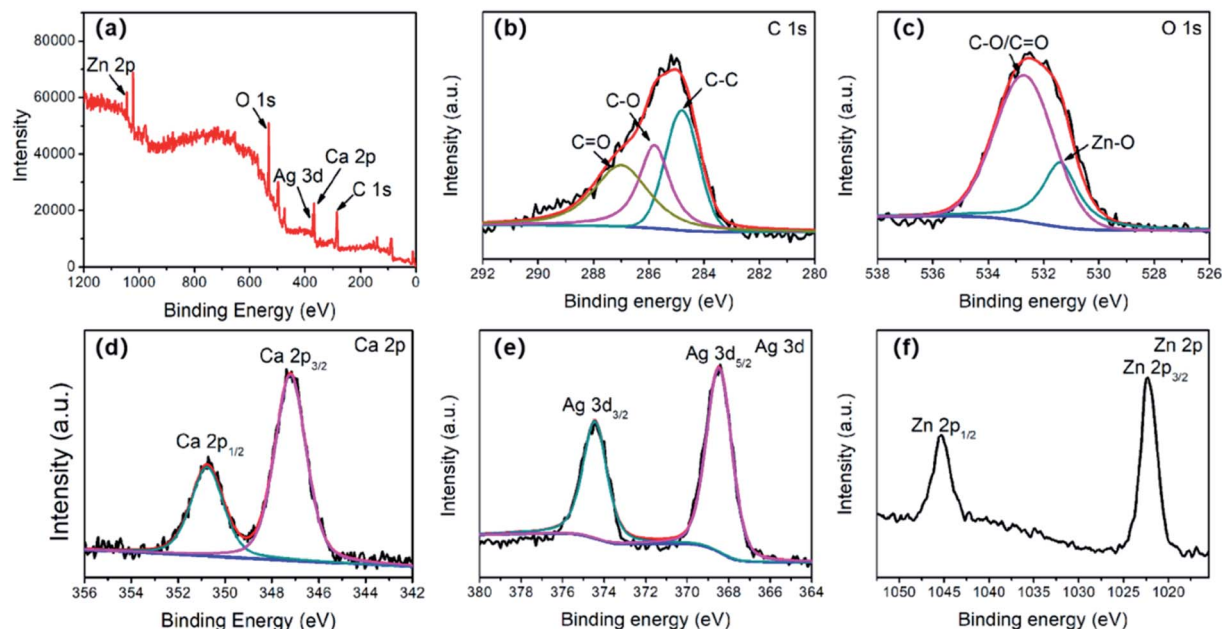 (a)
80000
60000
40000
20000
0
Intensity
Zn 2p
O 1s
Ca 2p
Ag 3d
C 1s
1200 1000 800 600 400 200 0
Binding Energy (eV)
(b)
C 1s
C-C
C-O
C=O
Intensity (a.u.)
292 290 288 286 284 282 280
Binding energy (eV)
(c)
O 1s
C-O/C=O
Zn-O
Intensity (a.u.)
538 536 534 532 530 528 526
Binding energy (eV)
(d)
Ca 2p
Ca 2p3/2
Ca 2p1/2
Intensity (a.u.)
356 354 352 350 348 346 344 342
Binding Energy (eV)
(e)
Ag 3d
Ag 3d5/2
Ag 3d3/2
Intensity (a.u.)
380 378 376 374 372 370 368 366 364
Binding energy (eV)
(f)
Zn 2p
Zn 2p3/2
Zn 2p1/2
Intensity (a.u.)
1050 1045 1040 1035 1030 1025 1020
Binding energy (eV)